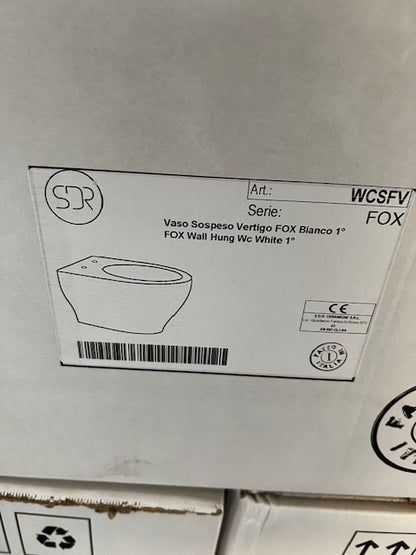 SDR
Art.: WCSFV
Serie: FOX
Vaso Sospeso Vertigo FOX Bianco 1°
FOX Wall Hung Wc White 1°
CE
S.D.R. CERAMICHE S.R.L.
FATTO IN ITALIA
1